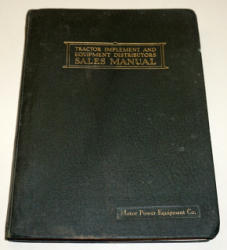 TRACTOR IMPLEMENT AND
EQUIPMENT DISTRIBUTORS
SALES MANUAL
Motor Power Equipment Co.